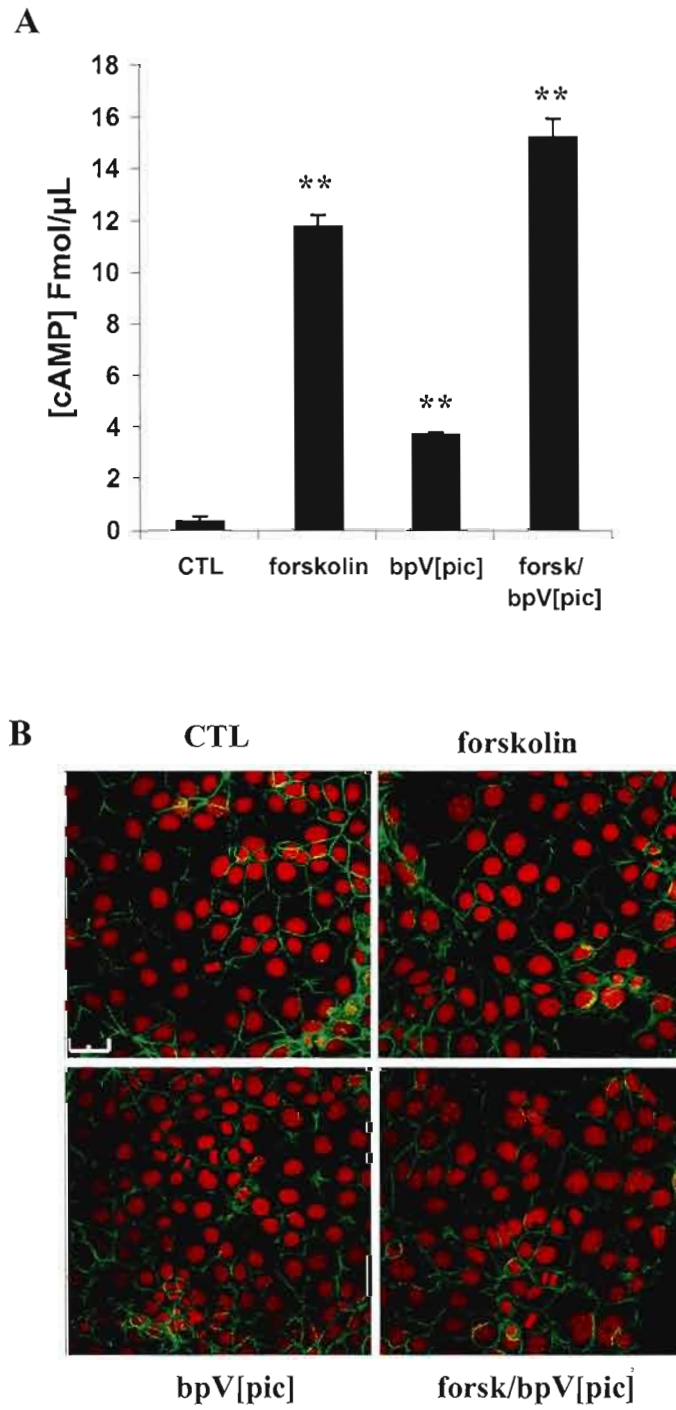 A
18
16
14
12
10
8
6
4
2
0
[cAMP] Fmol/µL
**
**
**
CTL
forskolin
bpV[pic]
forsk/
bpV[pic]
B
CTL
forskolin
bpV[pic]
forsk/bpV[pic]